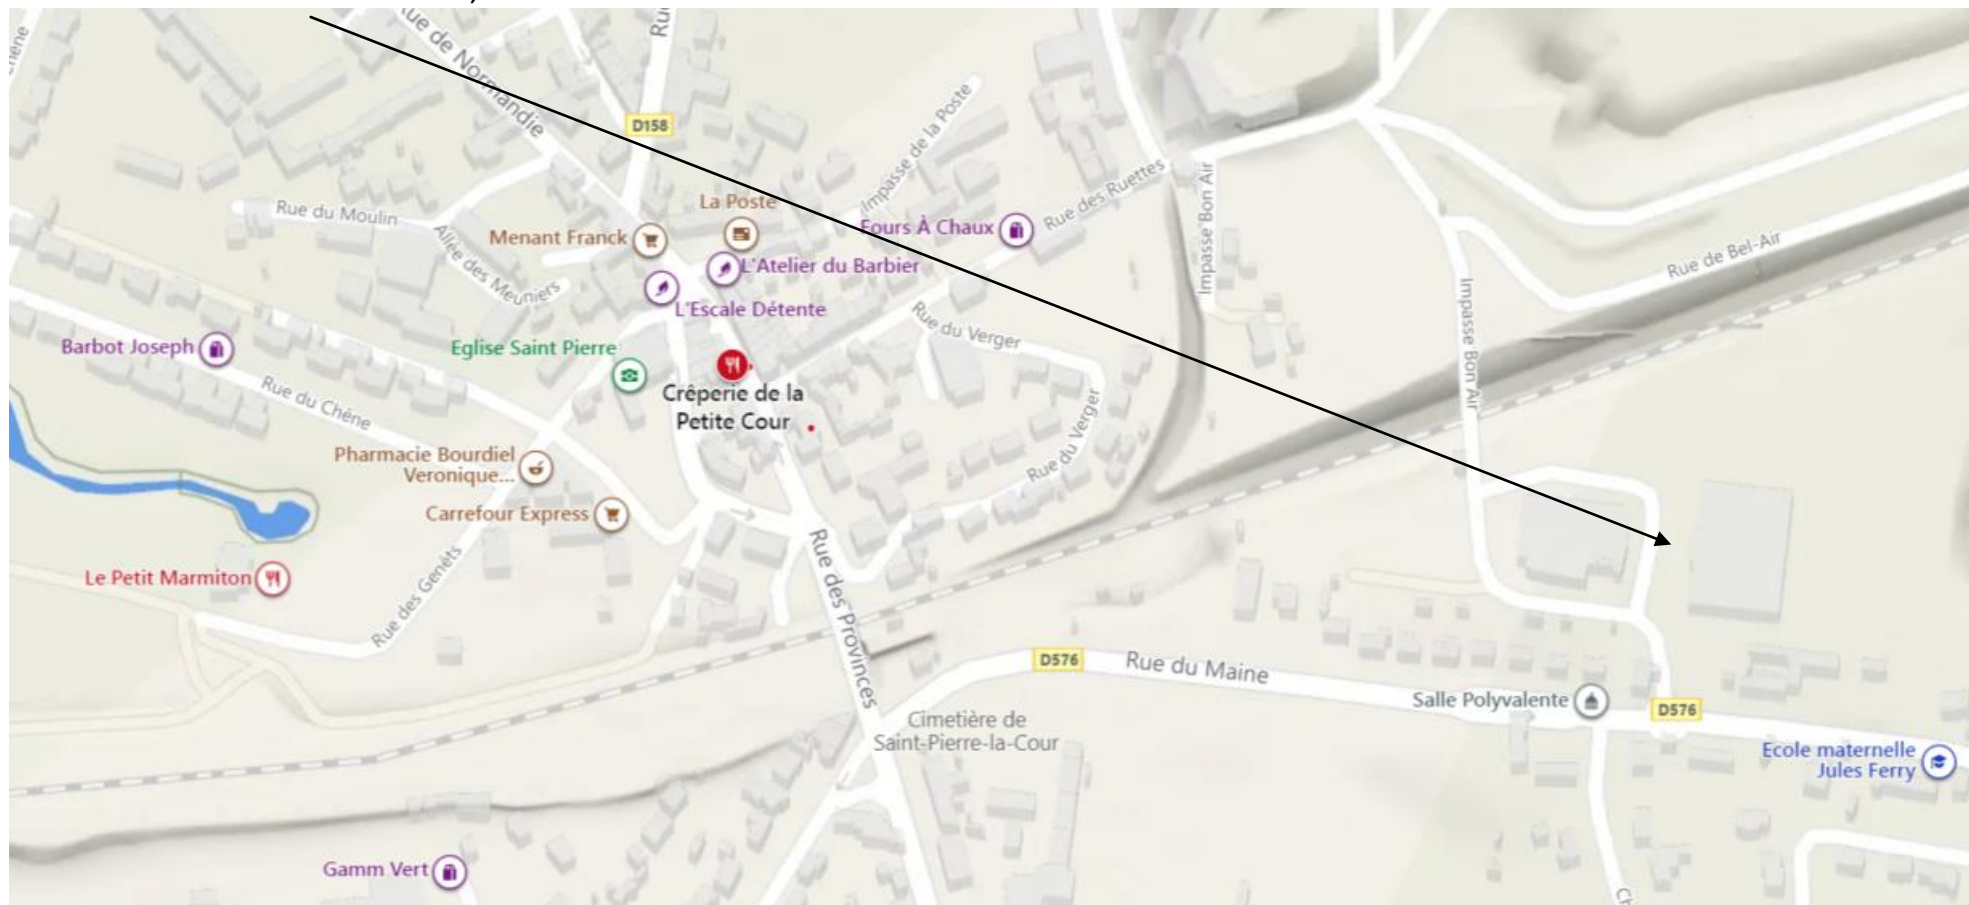 Rue de Normandie
D158
Impasse de la Poste
La Poste
Rue des Ruettes
Impasse Bon Air
Rue du Moulin
Menant Franck
Fours À Chaux
Allée des Meuniers
L'Atelier du Barbier
Rue de Bel-Air
L'Escale Détente
Impasse Bon Air
Rue du Verger
Barbot Joseph
Eglise Saint Pierre
Crêperie de la
Petite Cour
Rue du Chêne
Rue du Verger
Pharmacie Bourdiel
Veronique...
Carrefour Express
Le Petit Marmiton
Rue des Genêts
Rue des Provinces
D576
Rue du Maine
Salle Polyvalente
D576
Cimetière de
Saint-Pierre-la-Cour
Ecole maternelle
Jules Ferry
Gamm Vert